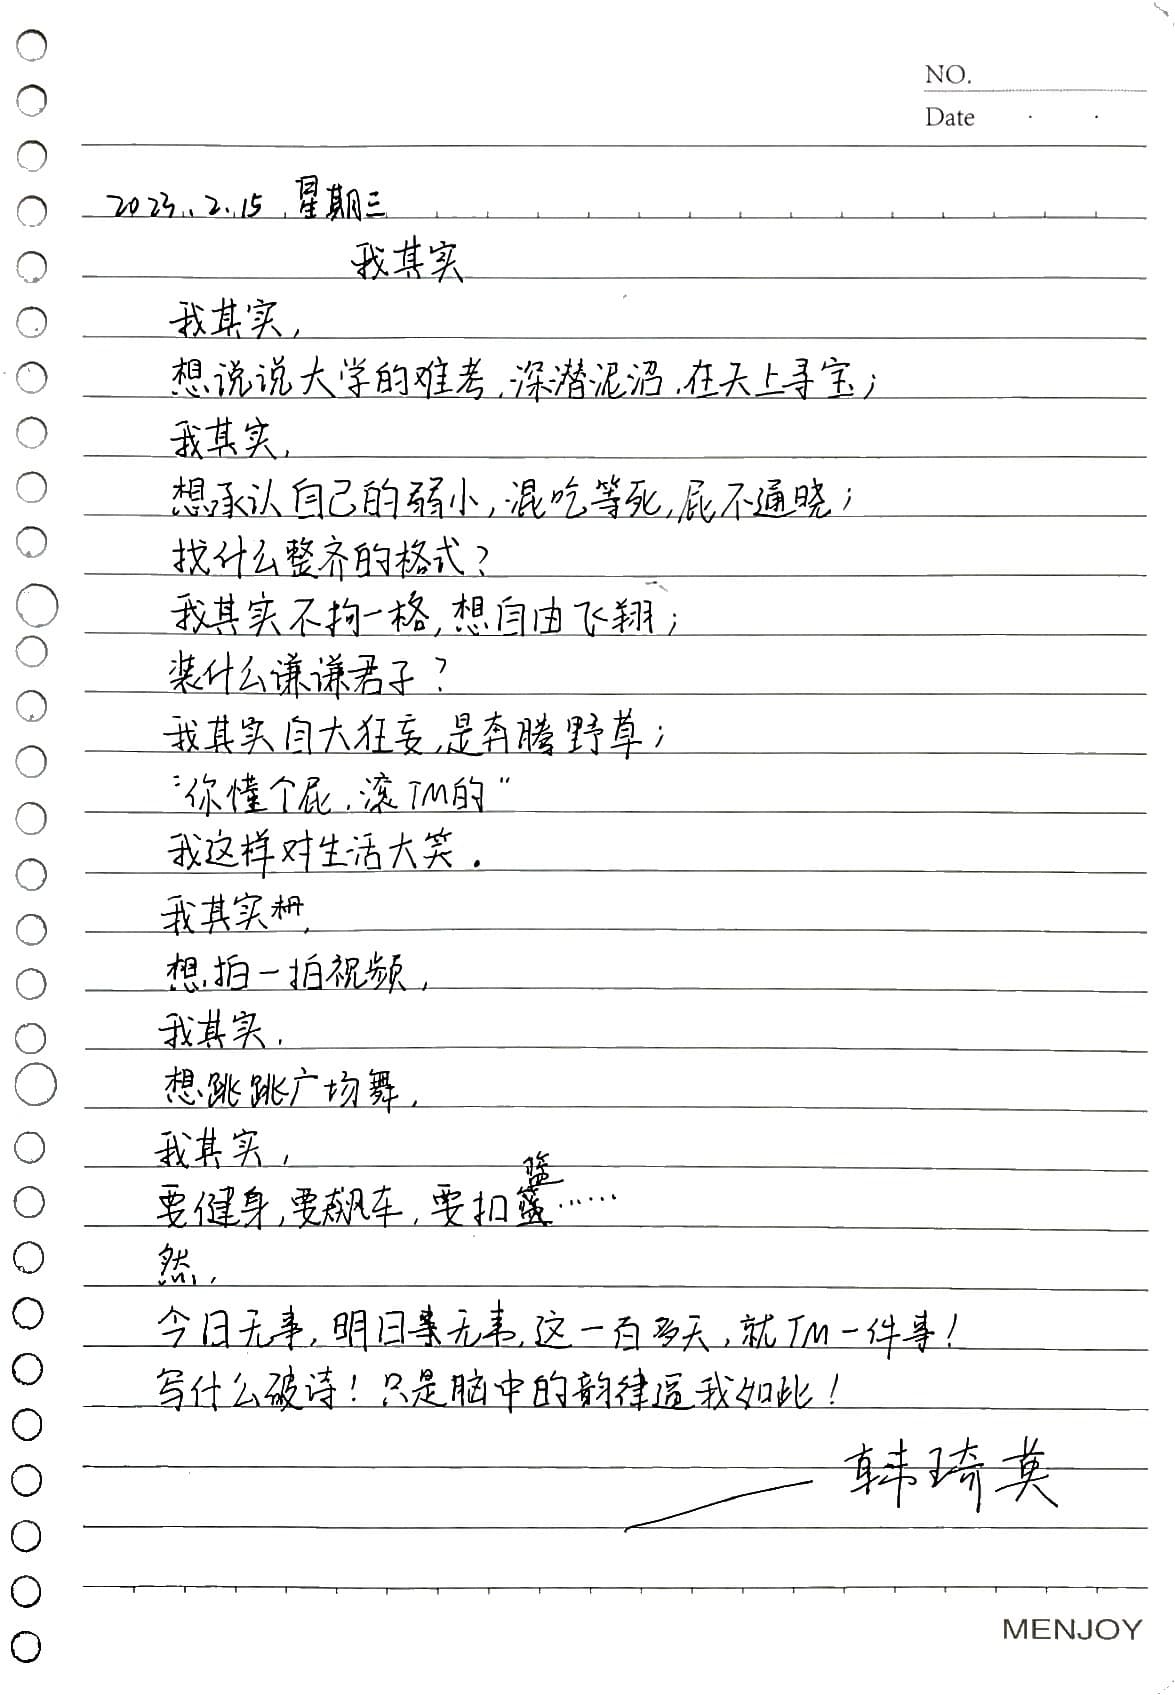 NO.
Date
2023.2.15 星期三
我其实
我其实,
想说说大学的难考,深潜泥沼,在天上寻宝;
我其实,
想承认自己的弱小,混吃等死,屁不通晓;
找什么整齐的格式?
我其实不拘一格,想自由飞翔;
装什么谦谦君子?
我其实自大狂妄,是奔腾野草;
“你懂个屁,滚TM的”
我这样对生活大笑.
我其实,
想拍一拍视频,
我其实,
想跳跳广场舞,
我其实,
要健身,要飙车,要扣篮……
然,
今日无事,明日亦无事,这一百多天,就TM一件事!
写什么破诗!只是脑中的韵律逼我如此!
——韩琦英
MENJOY